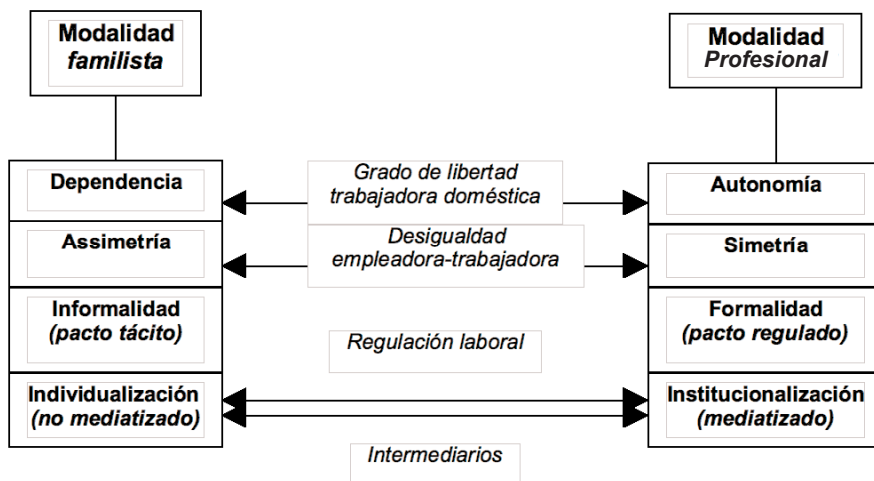 Modalidad
familista
Modalidad
Profesional
Dependencia
Grado de libertad
trabajadora doméstica
Autonomía
Assimetría
Desigualdad
empleadora-trabajadora
Simetría
Informalidad
(pacto tácito)
Regulación laboral
Formalidad
(pacto regulado)
Individualización
(no mediatizado)
Institucionalización
(mediatizado)
Intermediarios